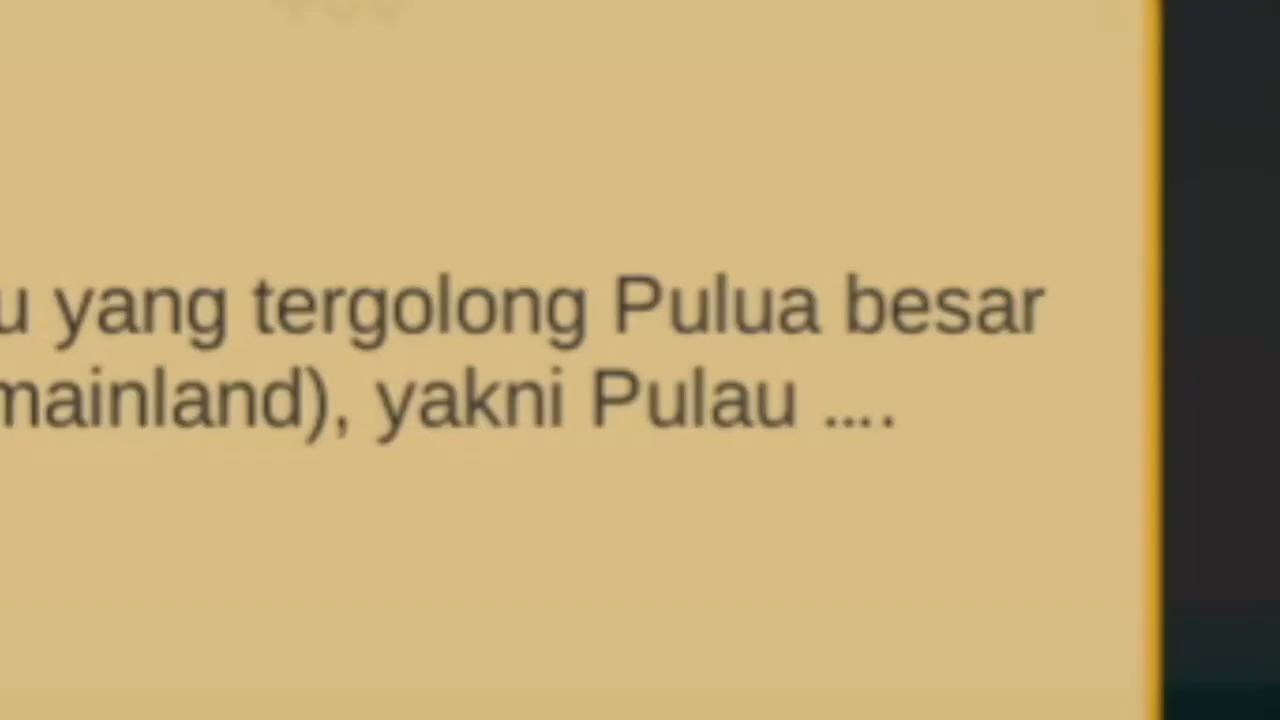 u yang tergolong Pulua besar
mainland), yakni Pulau ....